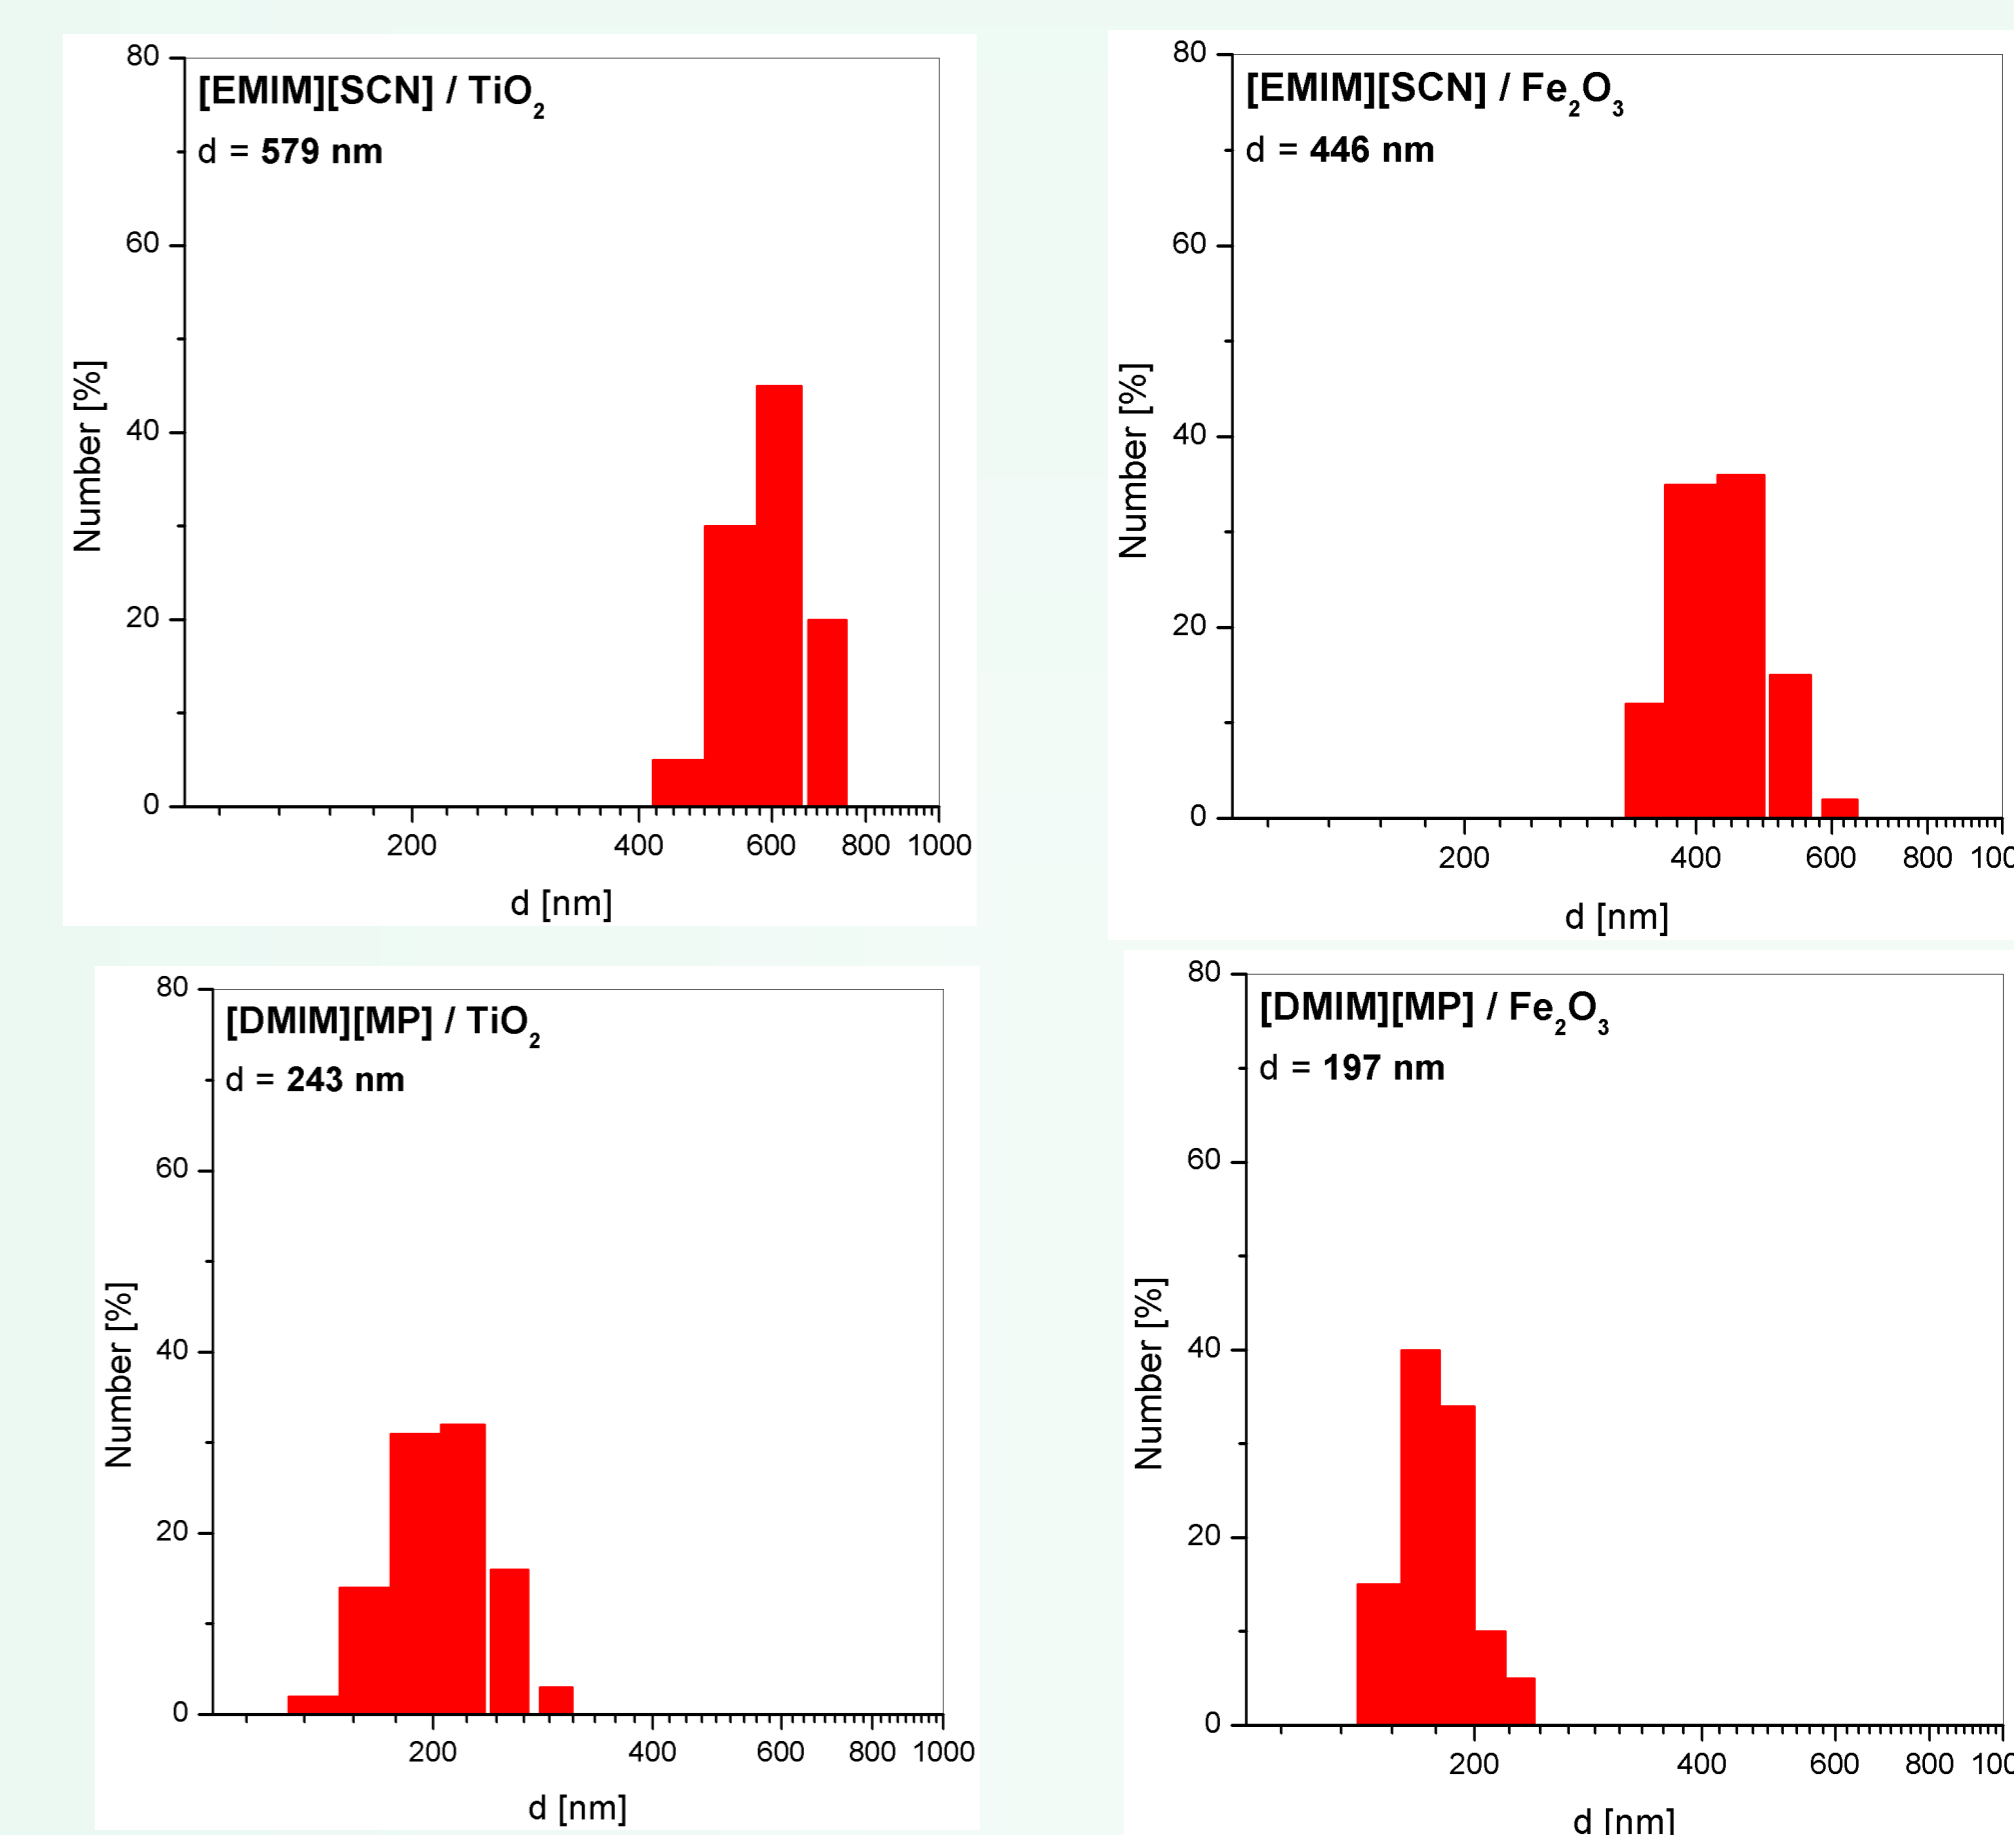 [EMIM][SCN] / TiO₂
d = 579 nm
80
60
40
20
0
Number [%]
200 400 600 800 1000
d [nm]
[EMIM][SCN] / Fe₂O₃
d = 446 nm
80
60
40
20
0
Number [%]
200 400 600 800 100
d [nm]
[DMIM][MP] / TiO₂
d = 243 nm
80
60
40
20
0
Number [%]
200 400 600 800 1000
d [nm]
[DMIM][MP] / Fe₂O₃
d = 197 nm
80
60
40
20
0
Number [%]
200 400 600 800 100
d [nm]